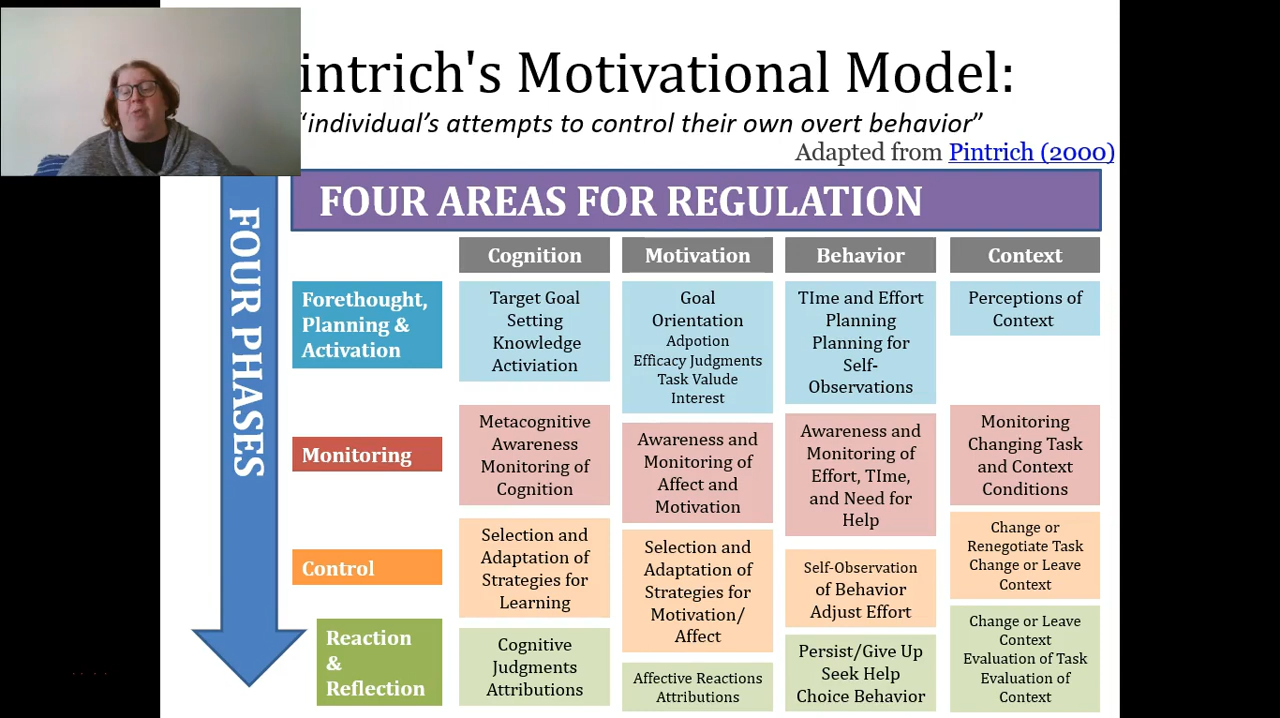 intrich's Motivational Model:
“individual’s attempts to control their own overt behavior”
Adapted from Pintrich (2000)
FOUR PHASES
FOUR AREAS FOR REGULATION
Cognition
Motivation
Behavior
Context
Forethought,
Planning &
Activation
Target Goal
Setting
Knowledge
Activiation
Goal
Orientation
Adpotion
Efficacy Judgments
Task Valude
Interest
TIme and Effort
Planning
Planning for
Self-
Observations
Perceptions of
Context
Monitoring
Metacognitive
Awareness
Monitoring of
Cognition
Awareness and
Monitoring of
Affect and
Motivation
Awareness and
Monitoring of
Effort, TIme,
and Need for
Help
Monitoring
Changing Task
and Context
Conditions
Control
Selection and
Adaptation of
Strategies for
Learning
Selection and
Adaptation of
Strategies for
Motivation/
Affect
Self-Observation
of Behavior
Adjust Effort
Change or
Renegotiate Task
Change or Leave
Context
Reaction
&
Reflection
Cognitive
Judgments
Attributions
Affective Reactions
Attributions
Persist/Give Up
Seek Help
Choice Behavior
Change or Leave
Context
Evaluation of Task
Evaluation of
Context